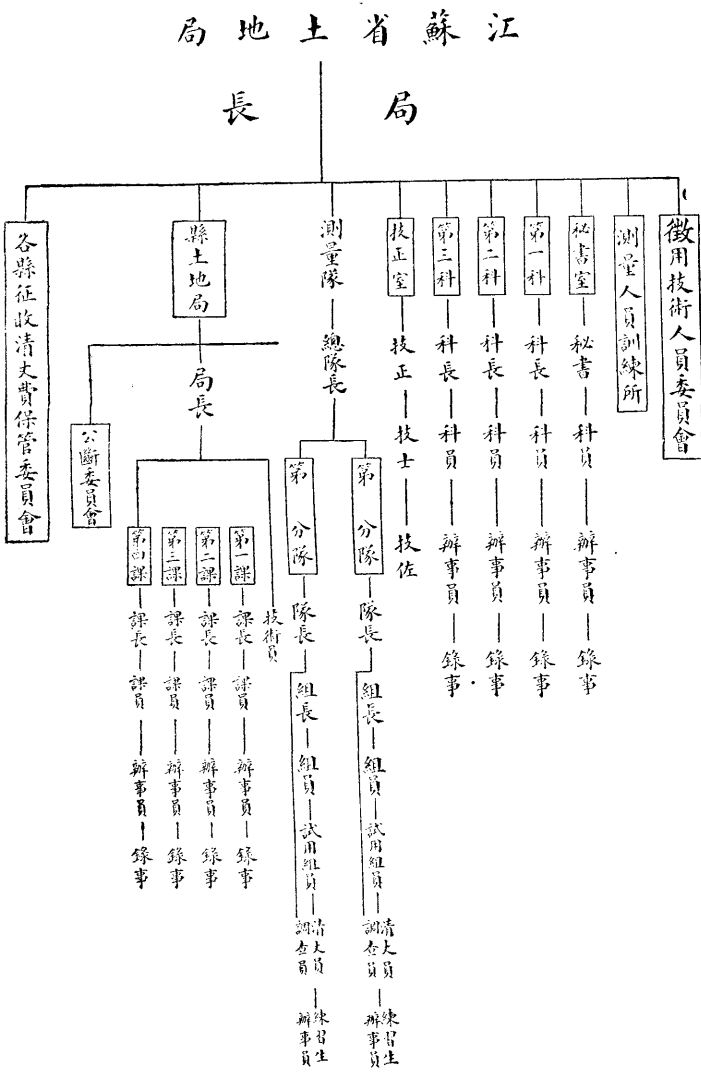 江蘇省土地局
局長
徵用技術人員委員會
測量人員訓練所
秘書室
秘書
科員
辦事員
錄事
第一科
科長
科員
辦事員
錄事
第二科
科長
科員
辦事員
錄事
第三科
科長
科員
辦事員
錄事
技正室
技正
技士
技佐
測量隊
總隊長
第 分隊
隊長
組長
組員
試用組員
清丈員
調查員
練習生
辦事員
第 分隊
隊長
組長
組員
試用組員
清丈員
調查員
練習生
辦事員
縣土地局
局長
技術員
第一課
課長
課員
辦事員
錄事
第二課
課長
課員
辦事員
錄事
第三課
課長
課員
辦事員
錄事
第四課
課長
課員
辦事員
錄事
公斷委員會
各縣征收清丈費保管委員會